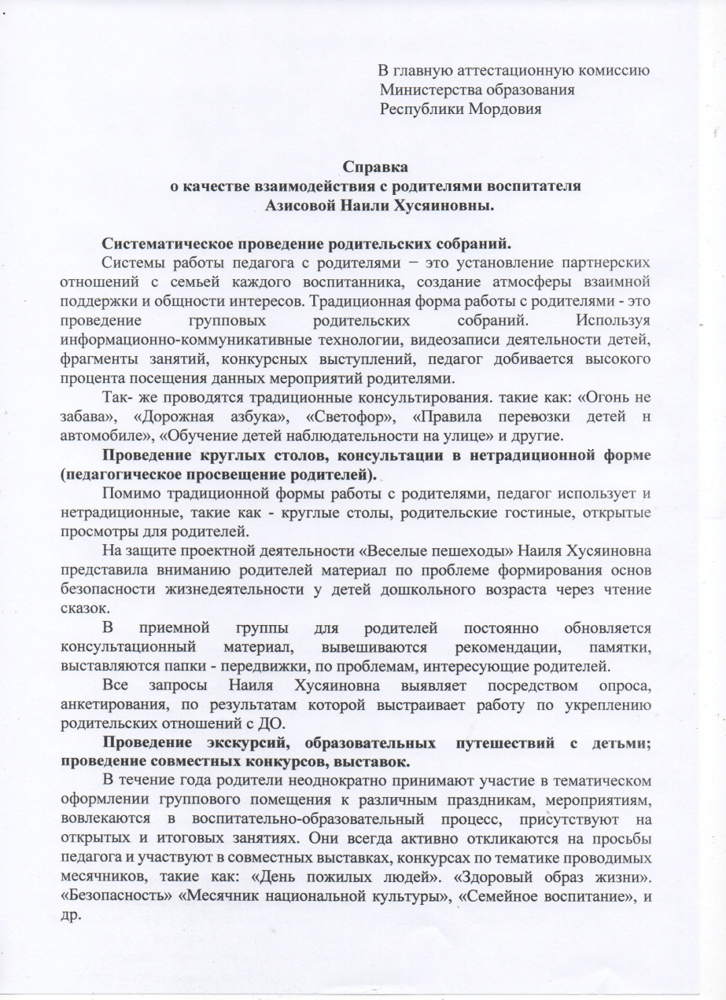 В главную аттестационную комиссию
Министерства образования
Республики Мордовия
Справка
о качестве взаимодействия с родителями воспитателя
Азисовой Наили Хусяиновны.
Систематическое проведение родительских собраний.
Системы работы педагога с родителями − это установление партнерских
отношений с семьей каждого воспитанника, создание атмосферы взаимной
поддержки и общности интересов. Традиционная форма работы с родителями - это
проведение групповых родительских собраний. Используя
информационно-коммуникативные технологии, видеозаписи деятельности детей,
фрагменты занятий, конкурсных выступлений, педагог добивается высокого
процента посещения данных мероприятий родителями.
Так- же проводятся традиционные консультирования. такие как: «Огонь не
забава», «Дорожная азбука», «Светофор», «Правила перевозки детей н
автомобиле», «Обучение детей наблюдательности на улице» и другие.
Проведение круглых столов, консультации в нетрадиционной форме
(педагогическое просвещение родителей).
Помимо традиционной формы работы с родителями, педагог использует и
нетрадиционные, такие как - круглые столы, родительские гостиные, открытые
просмотры для родителей.
На защите проектной деятельности «Веселые пешеходы» Наиля Хусяиновна
представила вниманию родителей материал по проблеме формирования основ
безопасности жизнедеятельности у детей дошкольного возраста через чтение
сказок.
В приемной группы для родителей постоянно обновляется
консультационный материал, вывешиваются рекомендации, памятки,
выставляются папки - передвижки, по проблемам, интересующие родителей.
Все запросы Наиля Хусяиновна выявляет посредством опроса,
анкетирования, по результатам которой выстраивает работу по укреплению
родительских отношений с ДО.
Проведение экскурсий, образовательных путешествий с детьми;
проведение совместных конкурсов, выставок.
В течение года родители неоднократно принимают участие в тематическом
оформлении группового помещения к различным праздникам, мероприятиям,
вовлекаются в воспитательно-образовательный процесс, присутствуют на
открытых и итоговых занятиях. Они всегда активно откликаются на просьбы
педагога и участвуют в совместных выставках, конкурсах по тематике проводимых
месячников, такие как: «День пожилых людей». «Здоровый образ жизни».
«Безопасность» «Месячник национальной культуры», «Семейное воспитание», и
др.